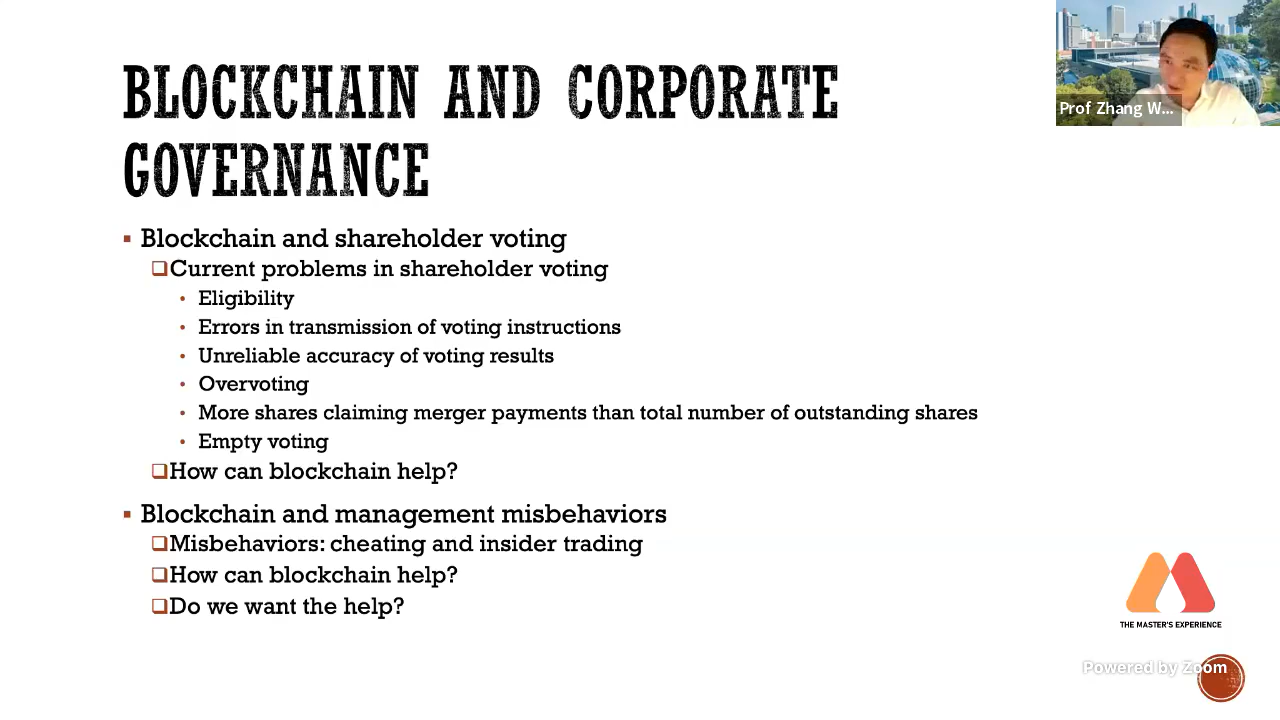 BLOCKCHAIN AND CORPORATE
GOVERNANCE
Prof Zhang W...
Blockchain and shareholder voting
Current problems in shareholder voting
Eligibility
Errors in transmission of voting instructions
Unreliable accuracy of voting results
Overvoting
More shares claiming merger payments than total number of outstanding shares
Empty voting
How can blockchain help?
Blockchain and management misbehaviors
Misbehaviors: cheating and insider trading
How can blockchain help?
Do we want the help?
THE MASTER'S EXPERIENCE
Powered by Zoom